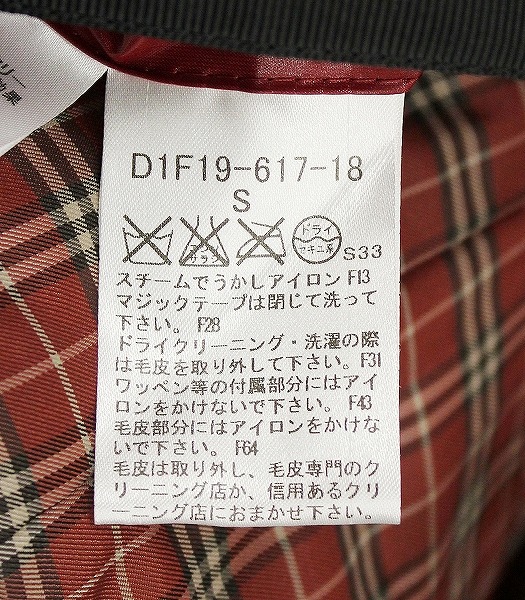 D1F19-617-18
S
ドライ
セキユ系
S33
スチームでうかしアイロン F13
マジックテープは閉じて洗って
下さい。 F28
ドライクリーニング・洗濯の際
は毛皮を取り外して下さい。F31
ワッペン等の付属部分にはアイ
ロンをかけないで下さい。 F43
毛皮部分にはアイロンをかけな
いで下さい。 F64
毛皮は取り外し、毛皮専門のク
リーニング店か、信用あるクリ
ーニング店におまかせ下さい。